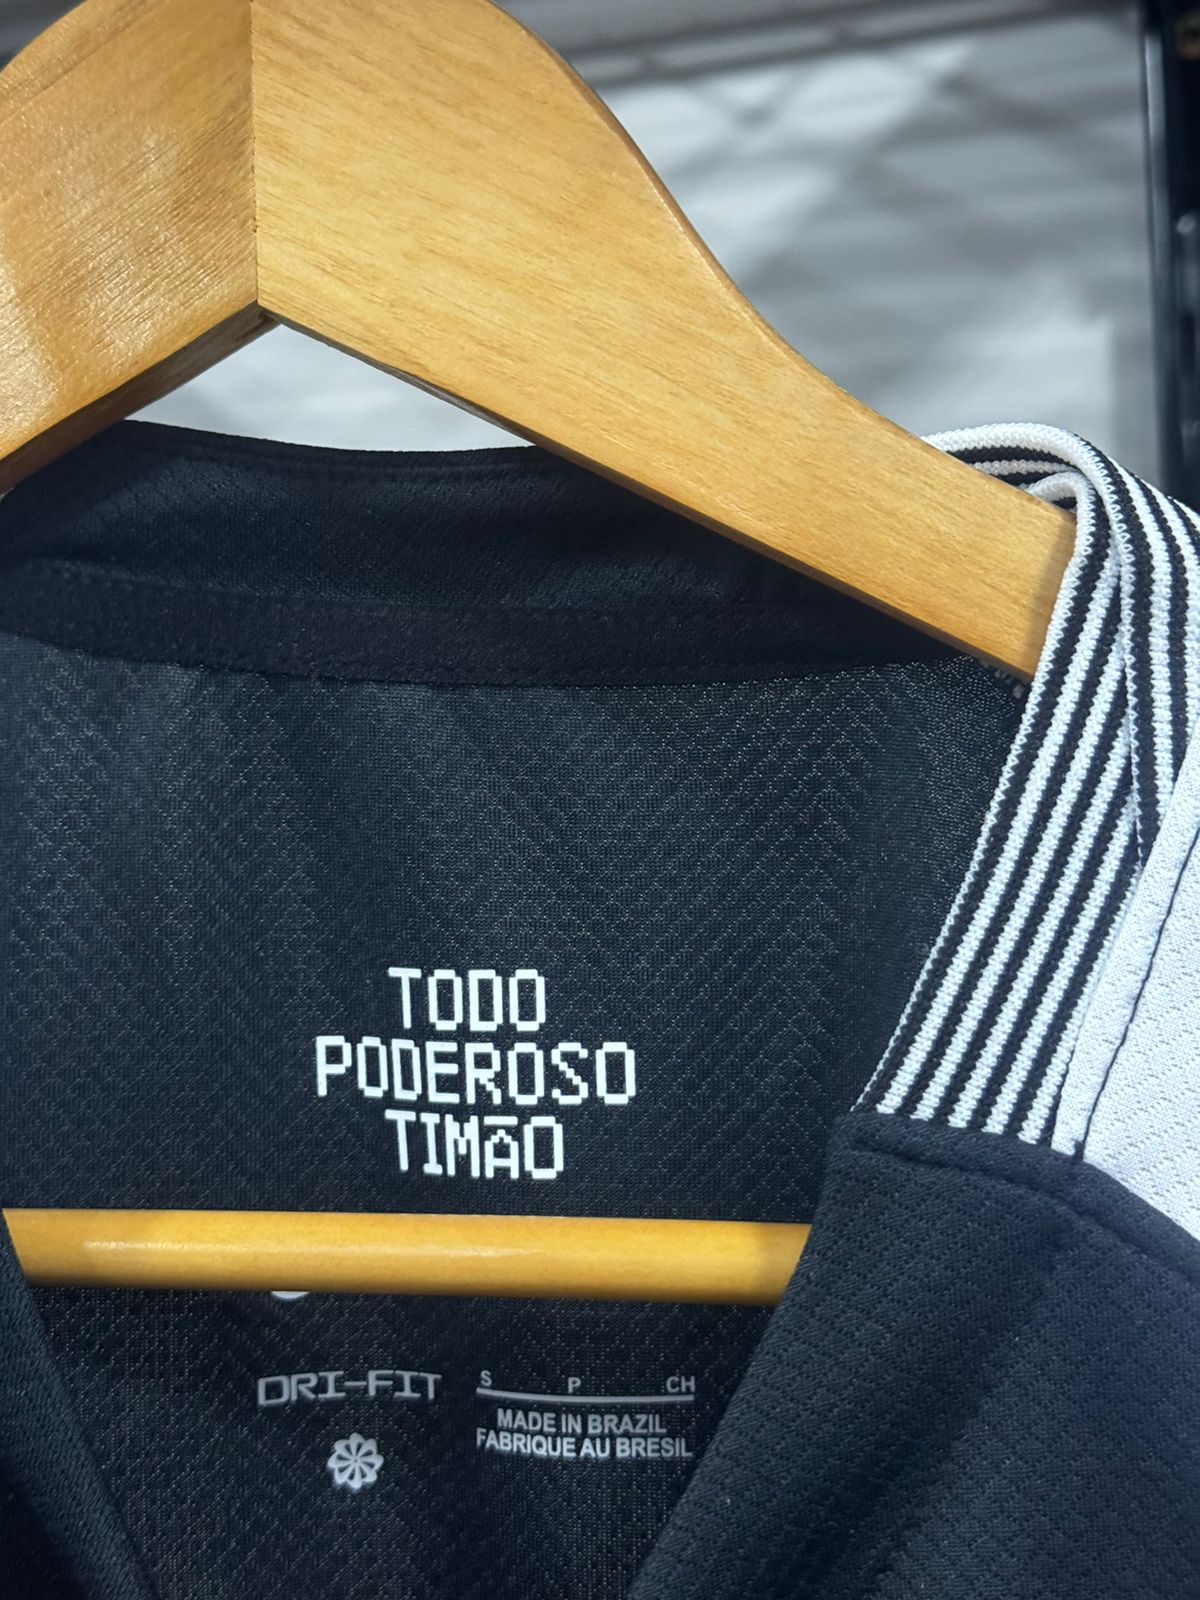 TODO
PODEROSO
TIMÃO
DRI-FIT
S P CH
MADE IN BRAZIL
FABRIQUE AU BRESIL